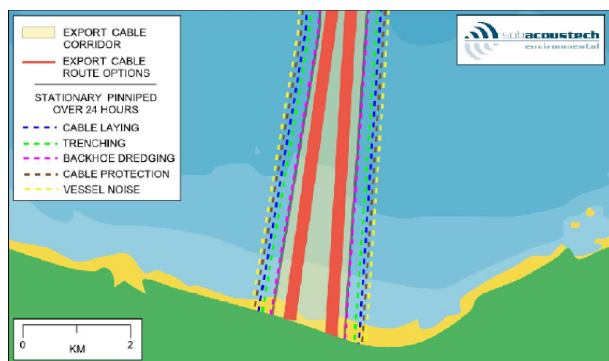 EXPORT CABLE
CORRIDOR
EXPORT CABLE
ROUTE OPTIONS
STATIONARY PINNIPED
OVER 24 HOURS
CABLE LAYING
TRENCHING
BACKHOE DREDGING
CABLE PROTECTION
VESSEL NOISE
subacoustech
environmental
0 2
KM